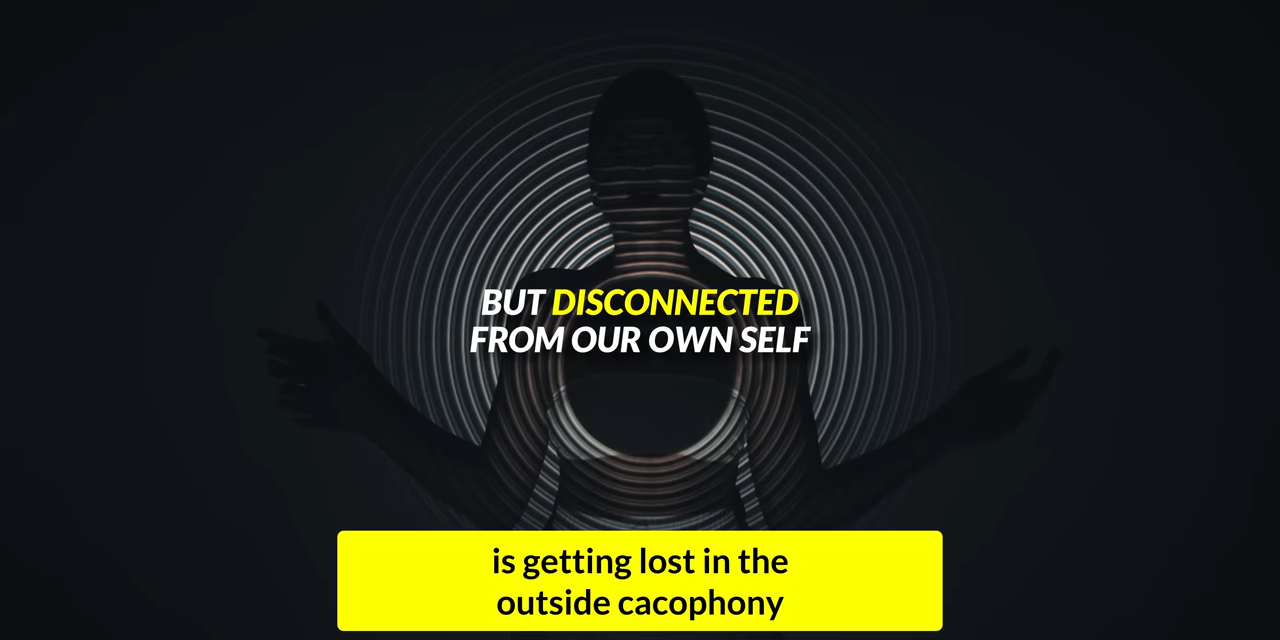 BUT DISCONNECTED
FROM OUR OWN SELF
is getting lost in the
outside cacophony